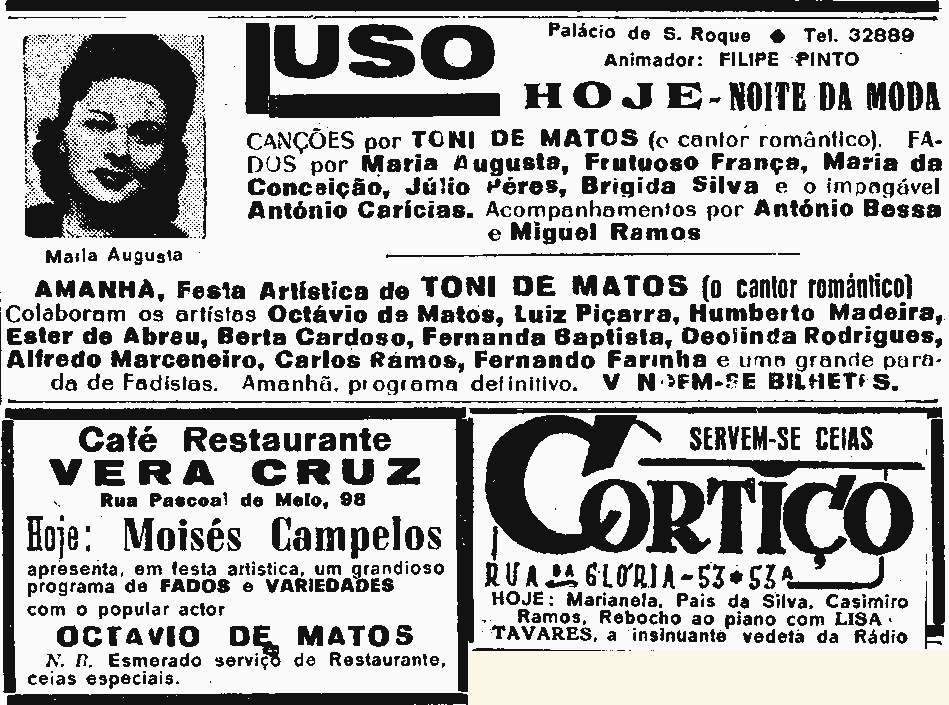 LUSO
Palácio de S. Roque ● Tel. 32889
Animador: FILIPE PINTO
HOJE - NOITE DA MODA
CANÇÕES por TONI DE MATOS (o cantor romântico). FA-
DOS por Maria Augusta, Frutuoso França, Maria da
Conceição, Júlio Péres, Brigida Silva e o impagável
António Carícias. Acompanhamentos por António Bessa
e Miguel Ramos
Maria Augusta
AMANHÃ, Festa Artística de TONI DE MATOS (o cantor romántico)
Colaboram os artistas Octávio de Matos, Luiz Piçarra, Humberto Madeira,
Ester de Abreu, Berta Cardoso, Fernanda Baptista, Deolinda Rodrigues,
Alfredo Marceneiro, Carlos Ramos, Fernando Farinha e uma grande para-
da de Fadistas. Amanhã, programa definitivo. VENDEM-SE BILHETES.
Café Restaurante
VERA CRUZ
Rua Pascoal de Melo, 98
Hoje: Moisés Campelos
apresenta, em festa artistica, um grandioso
programa de FADOS e VARIEDADES
com o popular actor
OCTAVIO DE MATOS
N. B. Esmerado serviço de Restaurante,
ceias especiais.
SERVEM-SE CEIAS
CORTIÇO
RUA DA GLORIA-53 • 53A
HOJE: Marianela, Pais da Silva, Casimiro
Ramos, Rebocho ao piano com LISA
TAVARES, a insinuante vedeta da Rádio